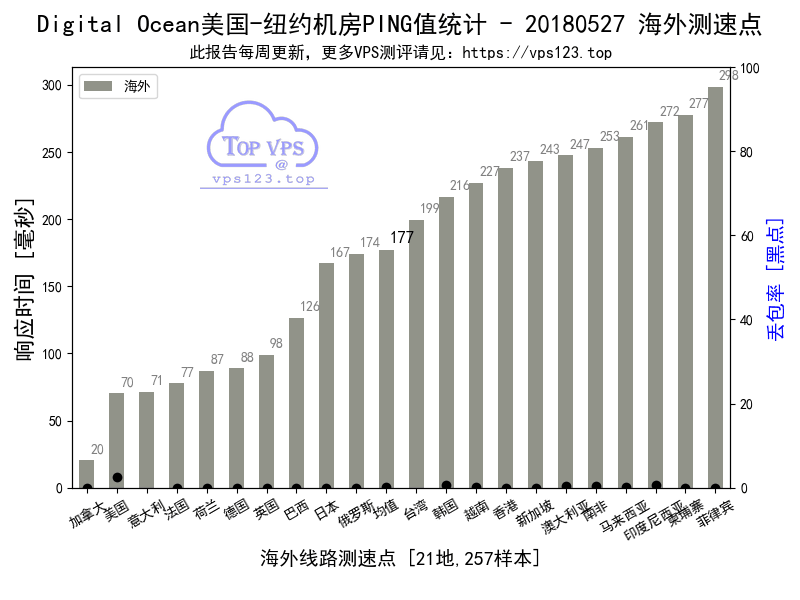 Digital Ocean美国-纽约机房PING值统计 - 20180527 海外测速点
此报告每周更新, 更多VPS测评请见：https://vps123.top
海外
TOP VPS
@
vps123.top
响应时间 [毫秒]
300
250
200
150
100
50
0
20
70
71
77
87
88
98
126
167
174
177
199
216
227
237
243
247
253
261
272
277
298
100
80
60
40
20
0
丢包率 [黑点]
加拿大
美国
意大利
法国
荷兰
德国
英国
巴西
日本
俄罗斯
均值
台湾
韩国
越南
香港
新加坡
澳大利亚
南非
马来西亚
印度尼西亚
柬埔寨
菲律宾
海外线路测速点 [21地,257样本]